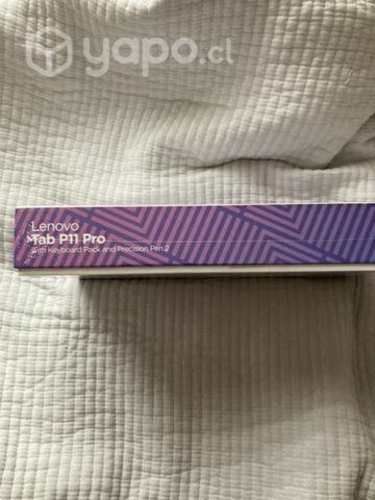 yapo.cl
Lenovo
Tab P11 Pro
with Keyboard Pack and Precision Pen 2